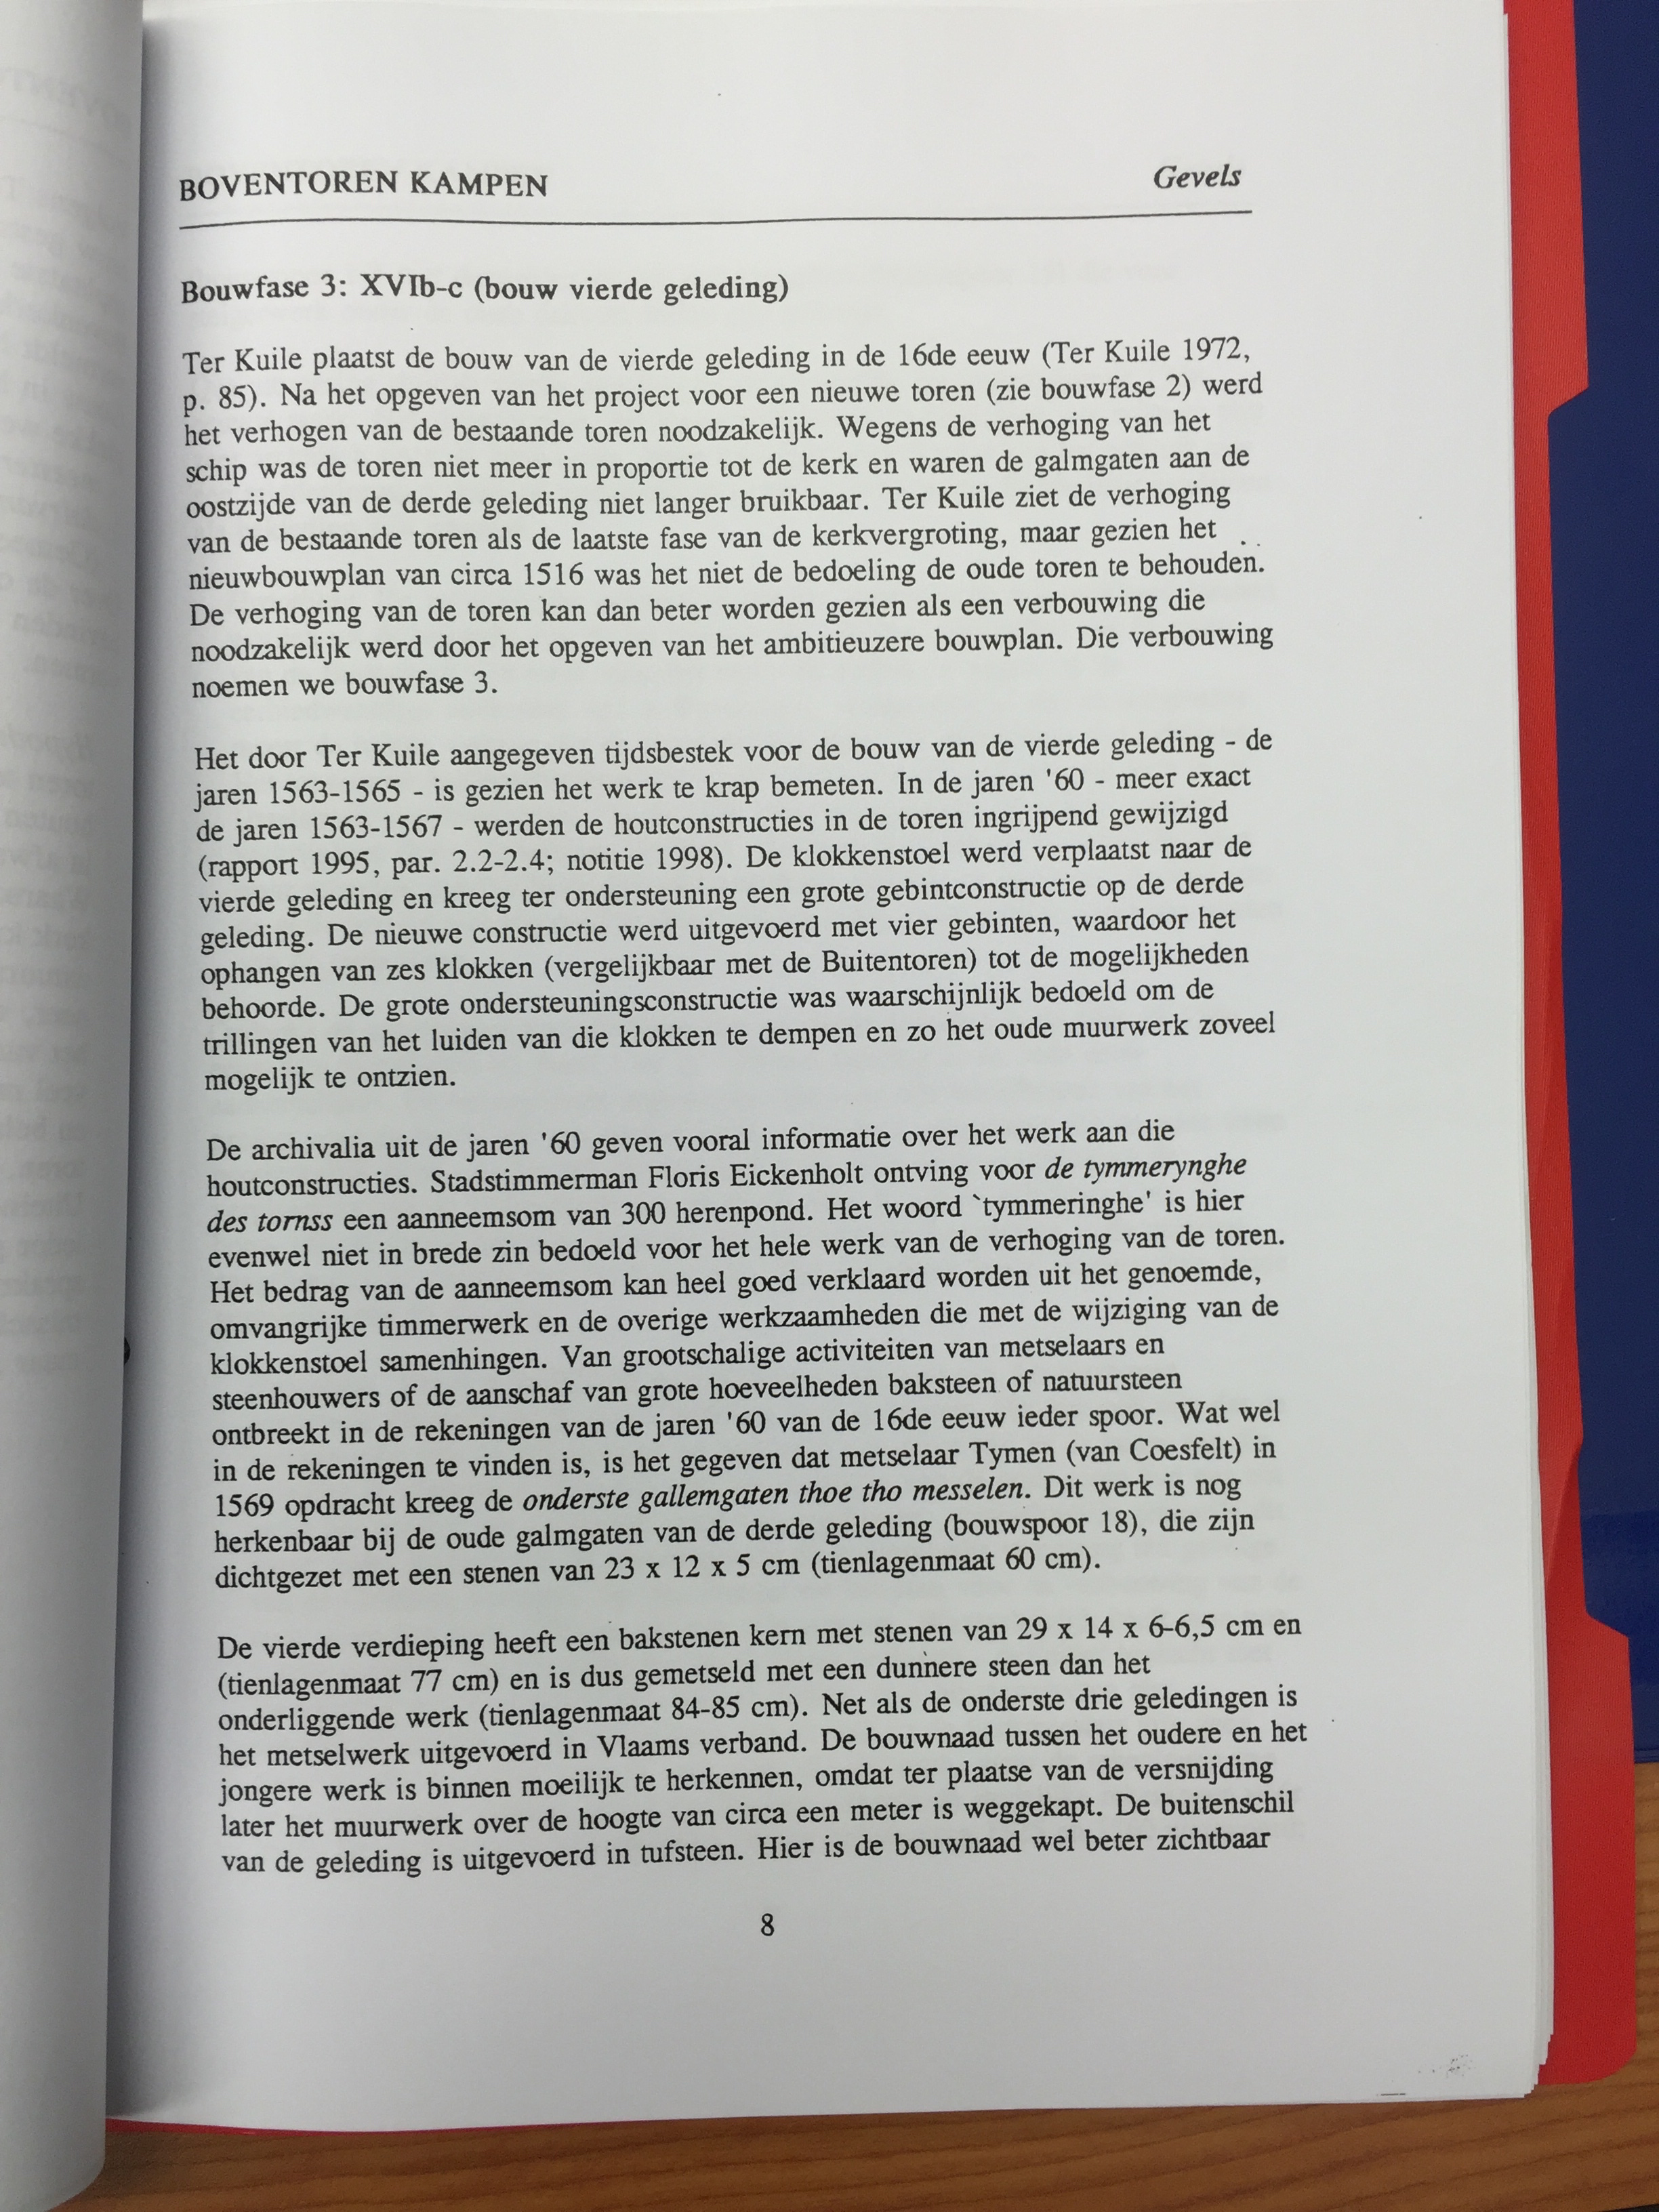 BOVENTOREN KAMPEN
Gevels
Bouwfase 3: XVIb-c (bouw vierde geleding)
Ter Kuile plaatst de bouw van de vierde geleding in de 16de eeuw (Ter Kuile 1972,
p. 85). Na het opgeven van het project voor een nieuwe toren (zie bouwfase 2) werd
het verhogen van de bestaande toren noodzakelijk. Wegens de verhoging van het
schip was de toren niet meer in proportie tot de kerk en waren de galmgaten aan de
oostzijde van de derde geleding niet langer bruikbaar. Ter Kuile ziet de verhoging
van de bestaande toren als de laatste fase van de kerkvergroting, maar gezien het
nieuwbouwplan van circa 1516 was het niet de bedoeling de oude toren te behouden.
De verhoging van de toren kan dan beter worden gezien als een verbouwing die
noodzakelijk werd door het opgeven van het ambitieuzere bouwplan. Die verbouwing
noemen we bouwfase 3.
Het door Ter Kuile aangegeven tijdsbestek voor de bouw van de vierde geleding - de
jaren 1563-1565 - is gezien het werk te krap bemeten. In de jaren '60 - meer exact
de jaren 1563-1567 - werden de houtconstructies in de toren ingrijpend gewijzigd
(rapport 1995, par. 2.2-2.4; notitie 1998). De klokkenstoel werd verplaatst naar de
vierde geleding en kreeg ter ondersteuning een grote gebintconstructie op de derde
geleding. De nieuwe constructie werd uitgevoerd met vier gebinten, waardoor het
ophangen van zes klokken (vergelijkbaar met de Buitentoren) tot de mogelijkheden
behoorde. De grote ondersteuningsconstructie was waarschijnlijk bedoeld om de
trillingen van het luiden van die klokken te dempen en zo het oude muurwerk zoveel
mogelijk te ontzien.
De archivalia uit de jaren '60 geven vooral informatie over het werk aan die
houtconstructies. Stadstimmerman Floris Eickenholt ontving voor de tymmerynghe
des tornss een aanneemsom van 300 herenpond. Het woord `tymmeringhe' is hier
evenwel niet in brede zin bedoeld voor het hele werk van de verhoging van de toren.
Het bedrag van de aanneemsom kan heel goed verklaard worden uit het genoemde,
omvangrijke timmerwerk en de overige werkzaamheden die met de wijziging van de
klokkenstoel samenhingen. Van grootschalige activiteiten van metselaars en
steenhouwers of de aanschaf van grote hoeveelheden baksteen of natuursteen
ontbreekt in de rekeningen van de jaren '60 van de 16de eeuw ieder spoor. Wat wel
in de rekeningen te vinden is, is het gegeven dat metselaar Tymen (van Coesfelt) in
1569 opdracht kreeg de onderste gallemgaten thoe tho messelen. Dit werk is nog
herkenbaar bij de oude galmgaten van de derde geleding (bouwspoor 18), die zijn
dichtgezet met een stenen van 23 x 12 x 5 cm (tienlagenmaat 60 cm).
De vierde verdieping heeft een bakstenen kern met stenen van 29 x 14 x 6-6,5 cm en
(tienlagenmaat 77 cm) en is dus gemetseld met een dunnere steen dan het
onderliggende werk (tienlagenmaat 84-85 cm). Net als de onderste drie geledingen is
het metselwerk uitgevoerd in Vlaams verband. De bouwnaad tussen het oudere en het
jongere werk is binnen moeilijk te herkennen, omdat ter plaatse van de versnijding
later het muurwerk over de hoogte van circa een meter is weggekapt. De buitenschil
van de geleding is uitgevoerd in tufsteen. Hier is de bouwnaad wel beter zichtbaar
8